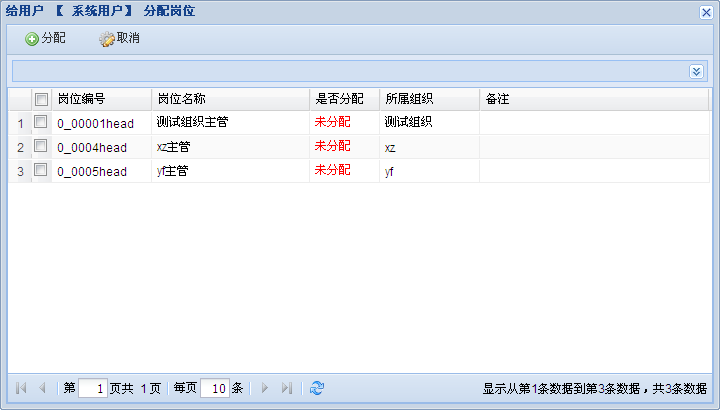 给用户 【 系统用户】 分配岗位
分配 取消
岗位编号 岗位名称 是否分配 所属组织 备注
1 0_00001head 测试组织主管 未分配 测试组织
2 0_0004head xz主管 未分配 xz
3 0_0005head yf主管 未分配 yf
第 1 页共 1 页 每页 10 条 显示从第1条数据到第3条数据，共3条数据